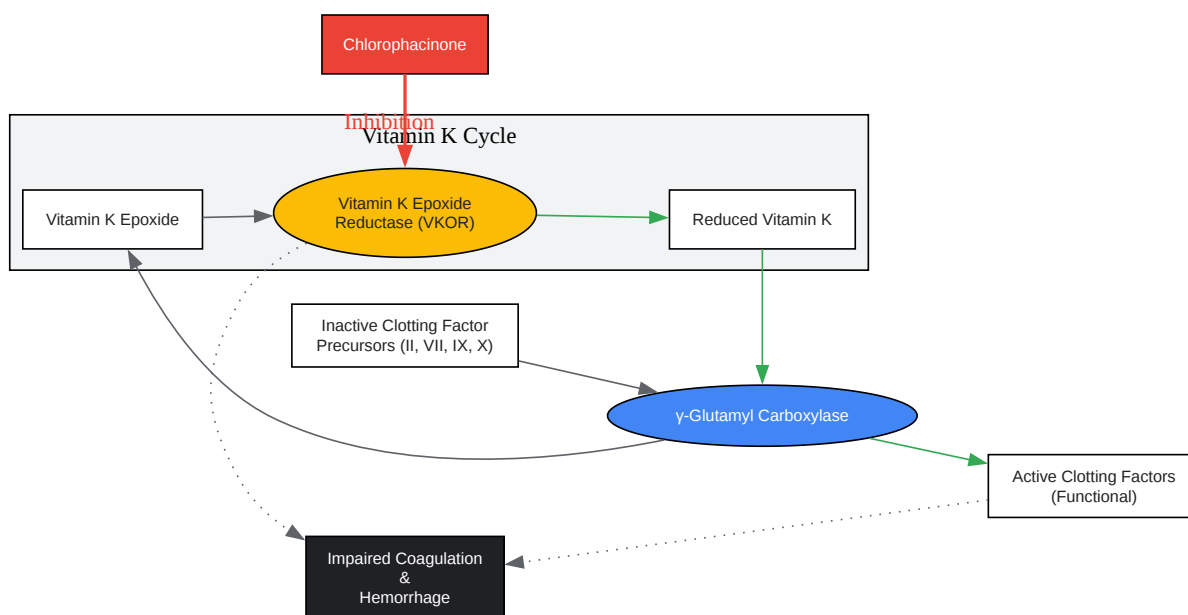 Chlorophacinone
Inhibition
Vitamin K Cycle
Vitamin K Epoxide
Vitamin K Epoxide
Reductase (VKOR)
Reduced Vitamin K
Inactive Clotting Factor
Precursors (II, VII, IX, X)
γ-Glutamyl Carboxylase
Active Clotting Factors
(Functional)
Impaired Coagulation
&
Hemorrhage